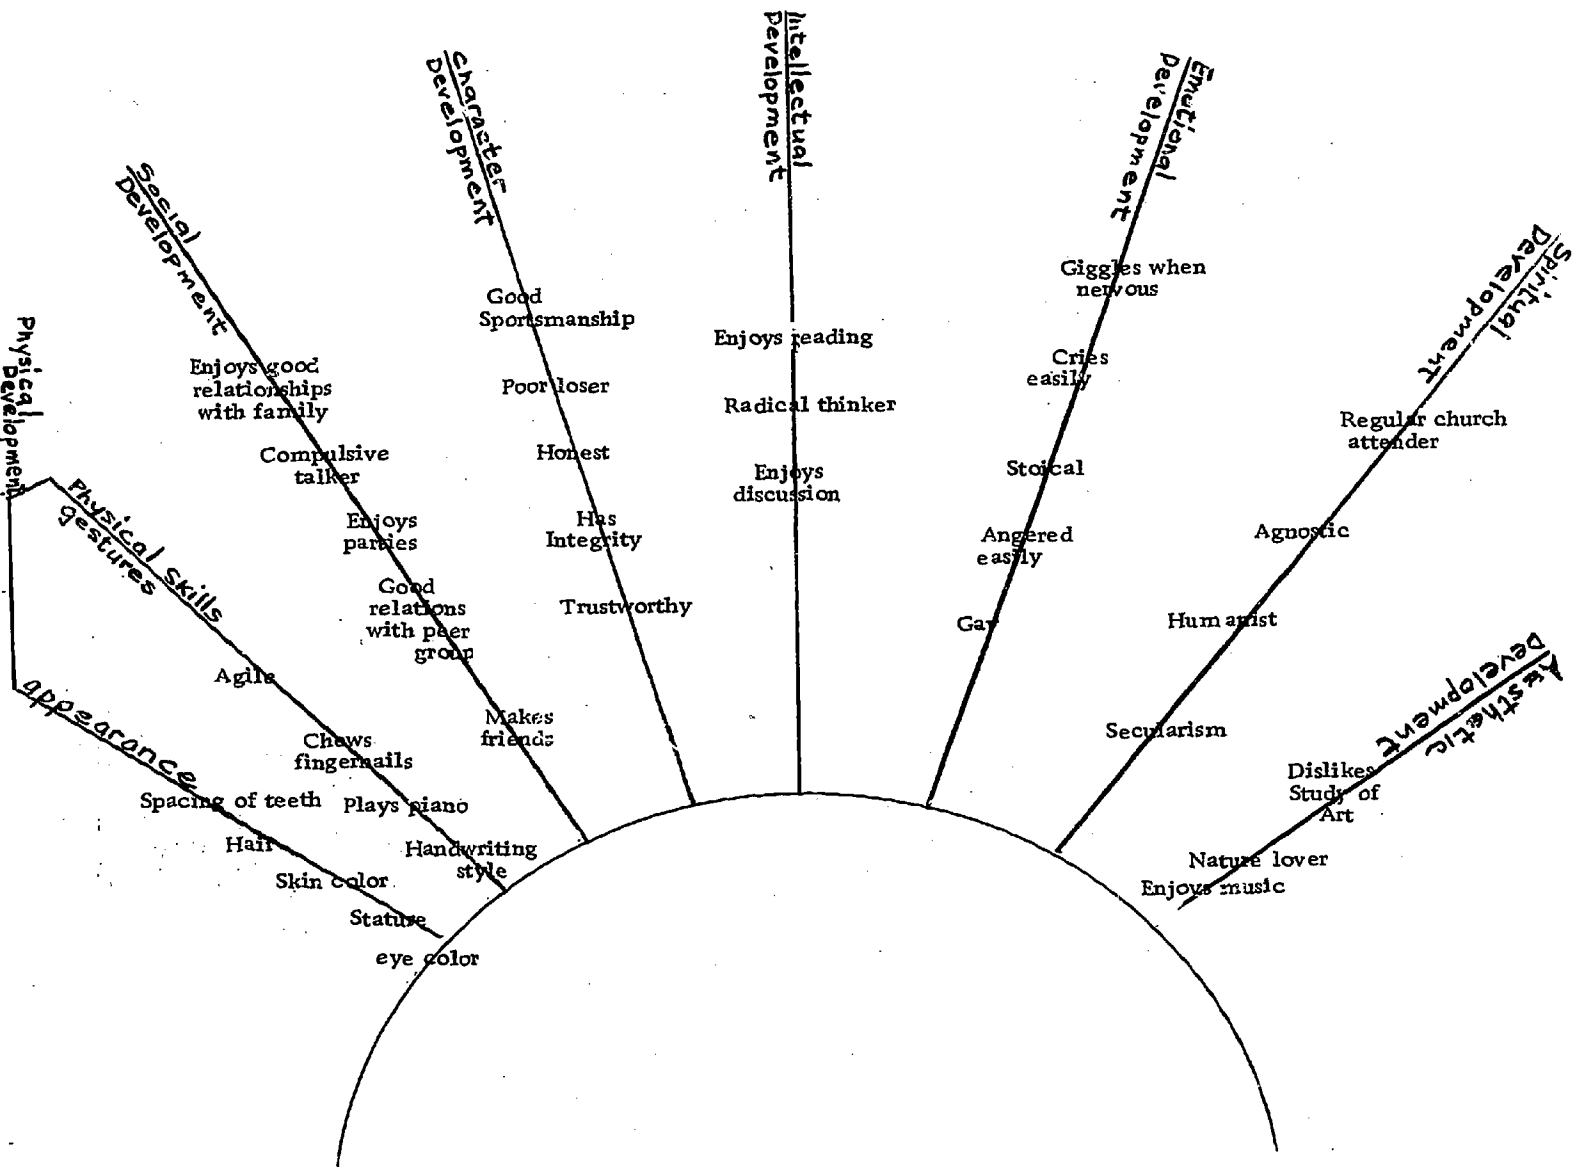 Physical
Development
Physical Skills
gestures
Agile
Chews
fingernails
Plays piano
Handwriting
style
appearance
Spacing of teeth
Hair
Skin color
Stature
eye color
Social
Development
Enjoys good
relationships
with family
Compulsive
talker
Enjoys
parties
Good
relations
with peer
group
Makes
friends
Character
Development
Good
Sportsmanship
Poor loser
Honest
Has
Integrity
Trustworthy
Intellectual
Development
Enjoys reading
Radical thinker
Enjoys
discussion
Emotional
Development
Giggles when
nervous
Cries
easily
Stoical
Angered
easily
Gay
Spiritual
Development
Regular church
attender
Agnostic
Humanist
Secularism
Aesthetic
Development
Dislikes
Study of
Art
Nature lover
Enjoys music